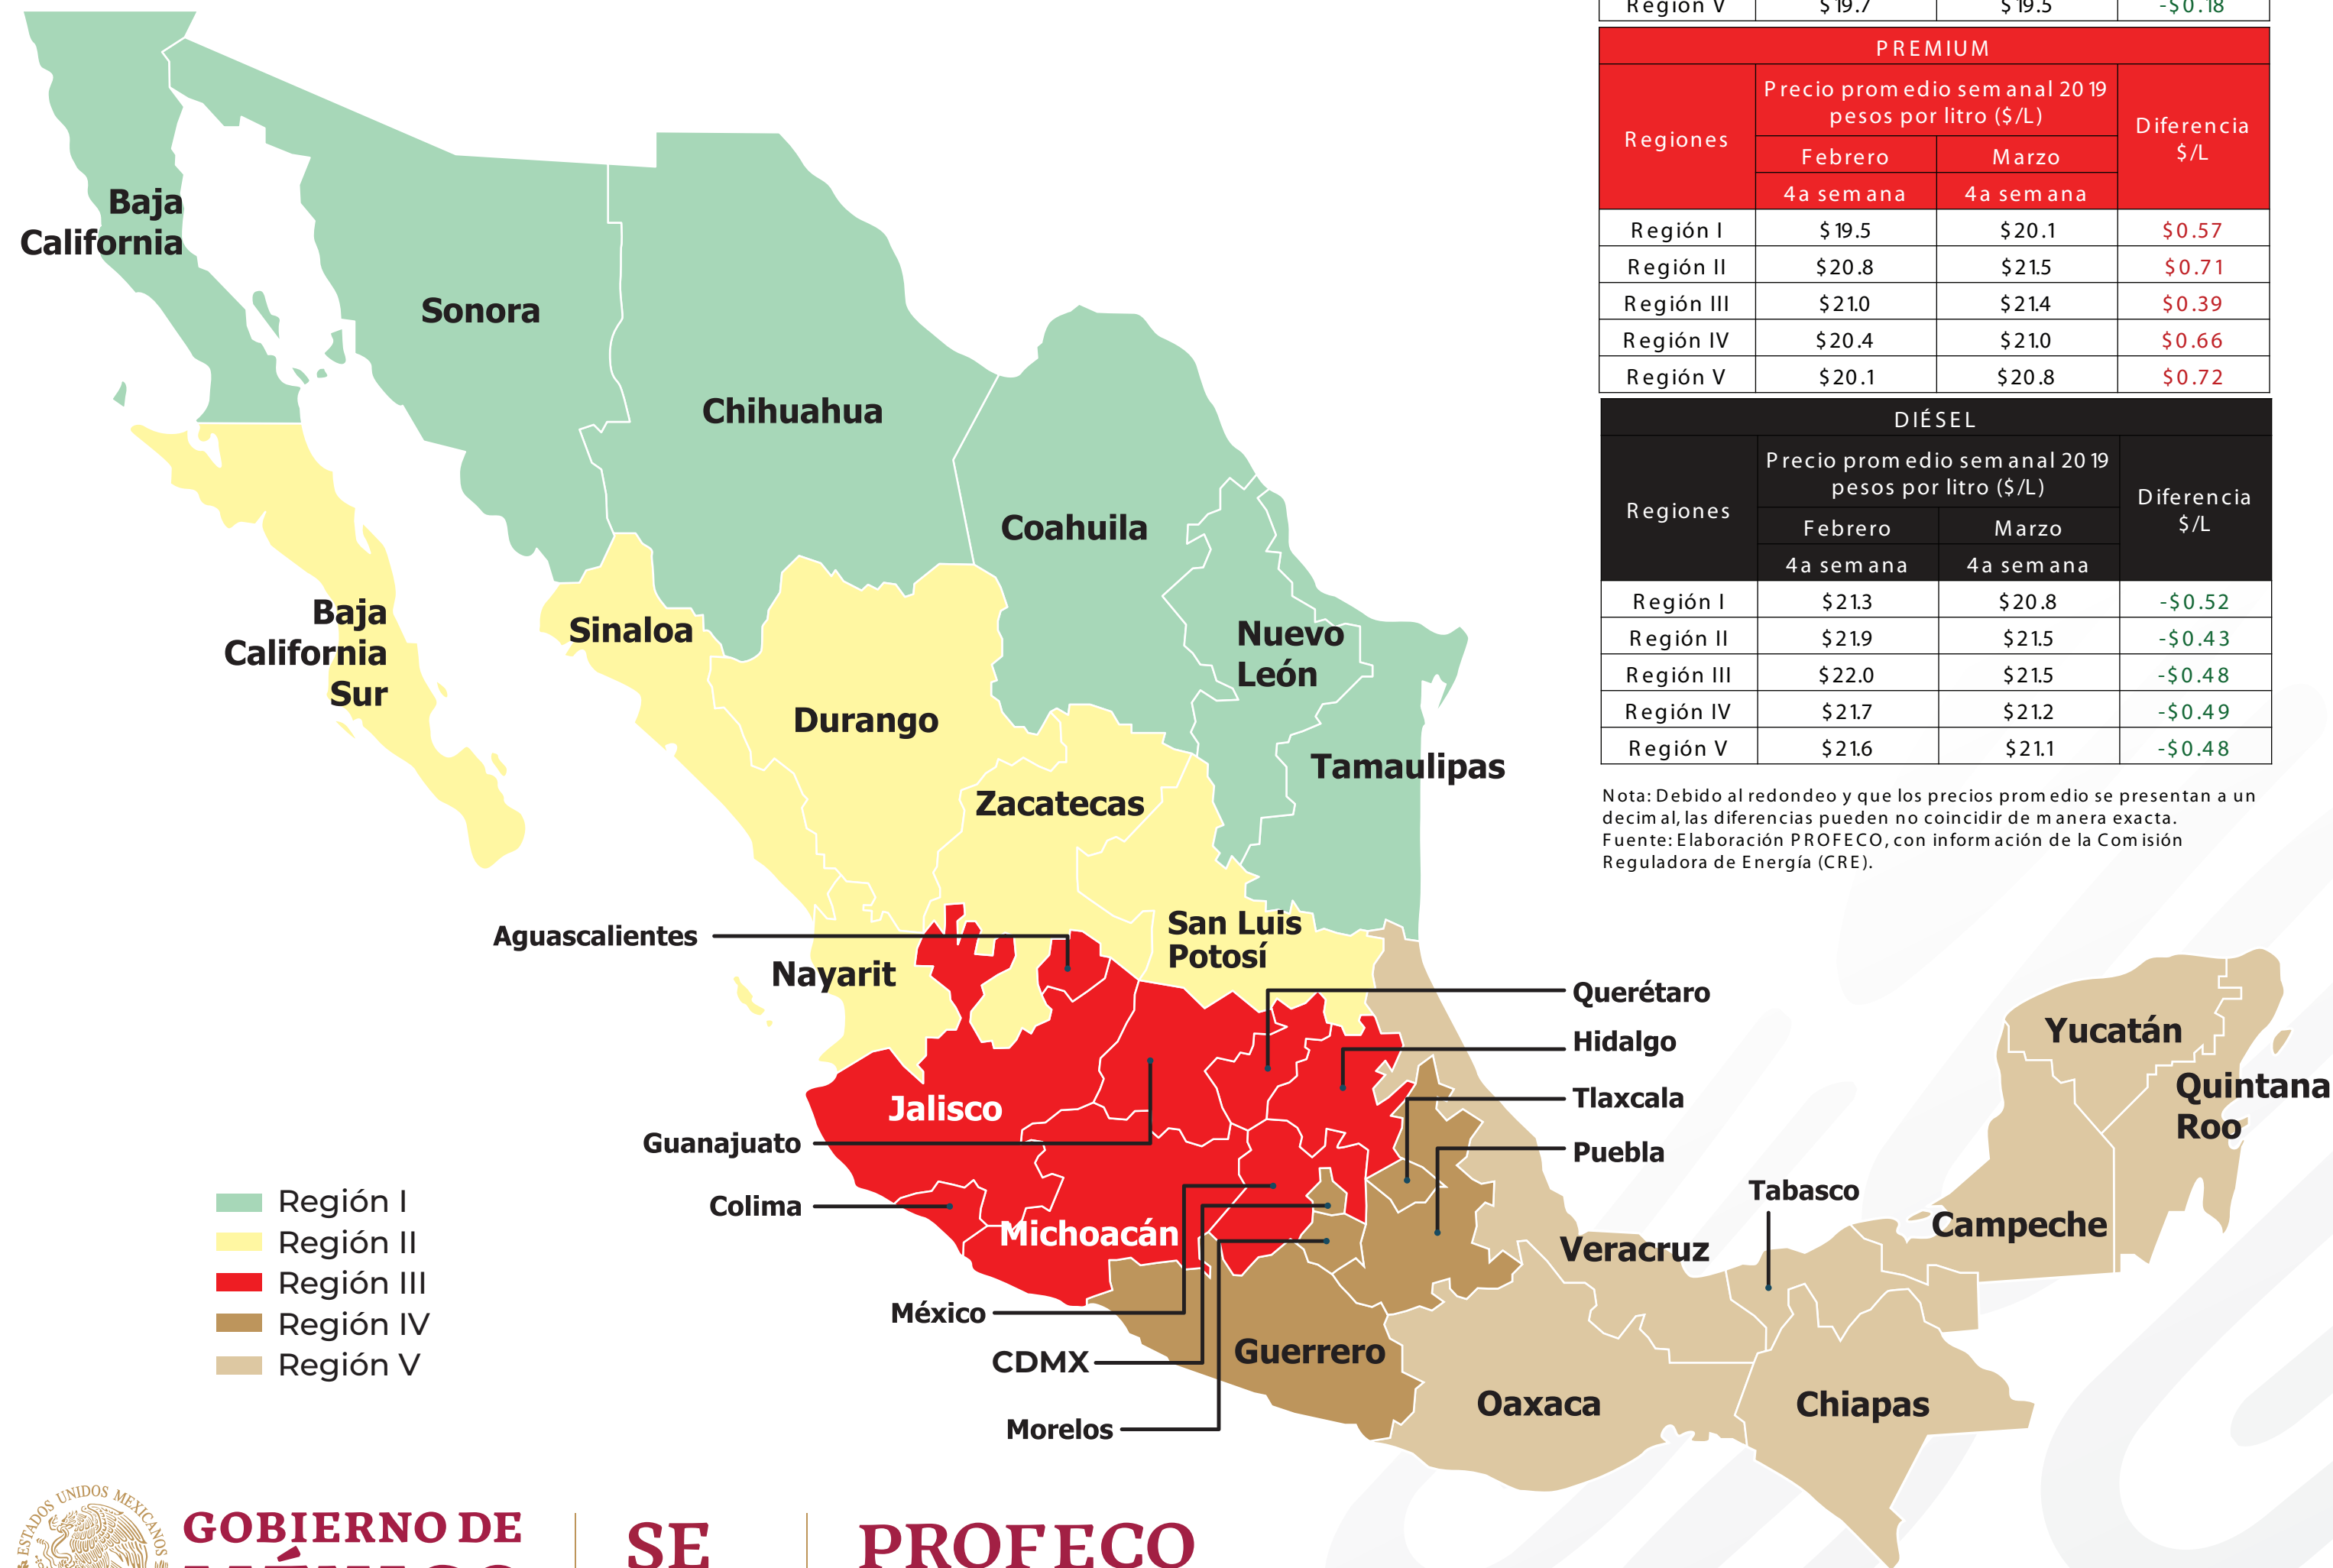 Región V $19.7 $19.5 -$0.18
PREMIUM
Regiones
Precio promedio semanal 2019
pesos por litro ($/L)
Diferencia
$/L
Febrero Marzo
4a semana 4a semana
Región I $19.5 $20.1 $0.57
Región II $20.8 $21.5 $0.71
Región III $21.0 $21.4 $0.39
Región IV $20.4 $21.0 $0.66
Región V $20.1 $20.8 $0.72
DIÉSEL
Regiones
Precio promedio semanal 2019
pesos por litro ($/L)
Diferencia
$/L
Febrero Marzo
4a semana 4a semana
Región I $21.3 $20.8 -$0.52
Región II $21.9 $21.5 -$0.43
Región III $22.0 $21.5 -$0.48
Región IV $21.7 $21.2 -$0.49
Región V $21.6 $21.1 -$0.48
Nota: Debido al redondeo y que los precios promedio se presentan a un
decimal, las diferencias pueden no coincidir de manera exacta.
Fuente: Elaboración PROFECO, con información de la Comisión
Reguladora de Energía (CRE).
Baja
California
Sonora
Chihuahua
Coahuila
Baja
California
Sur
Sinaloa
Nuevo
León
Durango
Tamaulipas
Zacatecas
Aguascalientes
San Luis
Potosí
Nayarit
Querétaro
Hidalgo
Tlaxcala
Puebla
Jalisco
Guanajuato
Colima
Michoacán
México
CDMX
Morelos
Guerrero
Veracruz
Tabasco
Oaxaca
Chiapas
Campeche
Yucatán
Quintana
Roo
Región I
Región II
Región III
Región IV
Región V
ESTADOS UNIDOS MEXICANOS
GOBIERNO DE
MÉXICO
SE
PROFECO